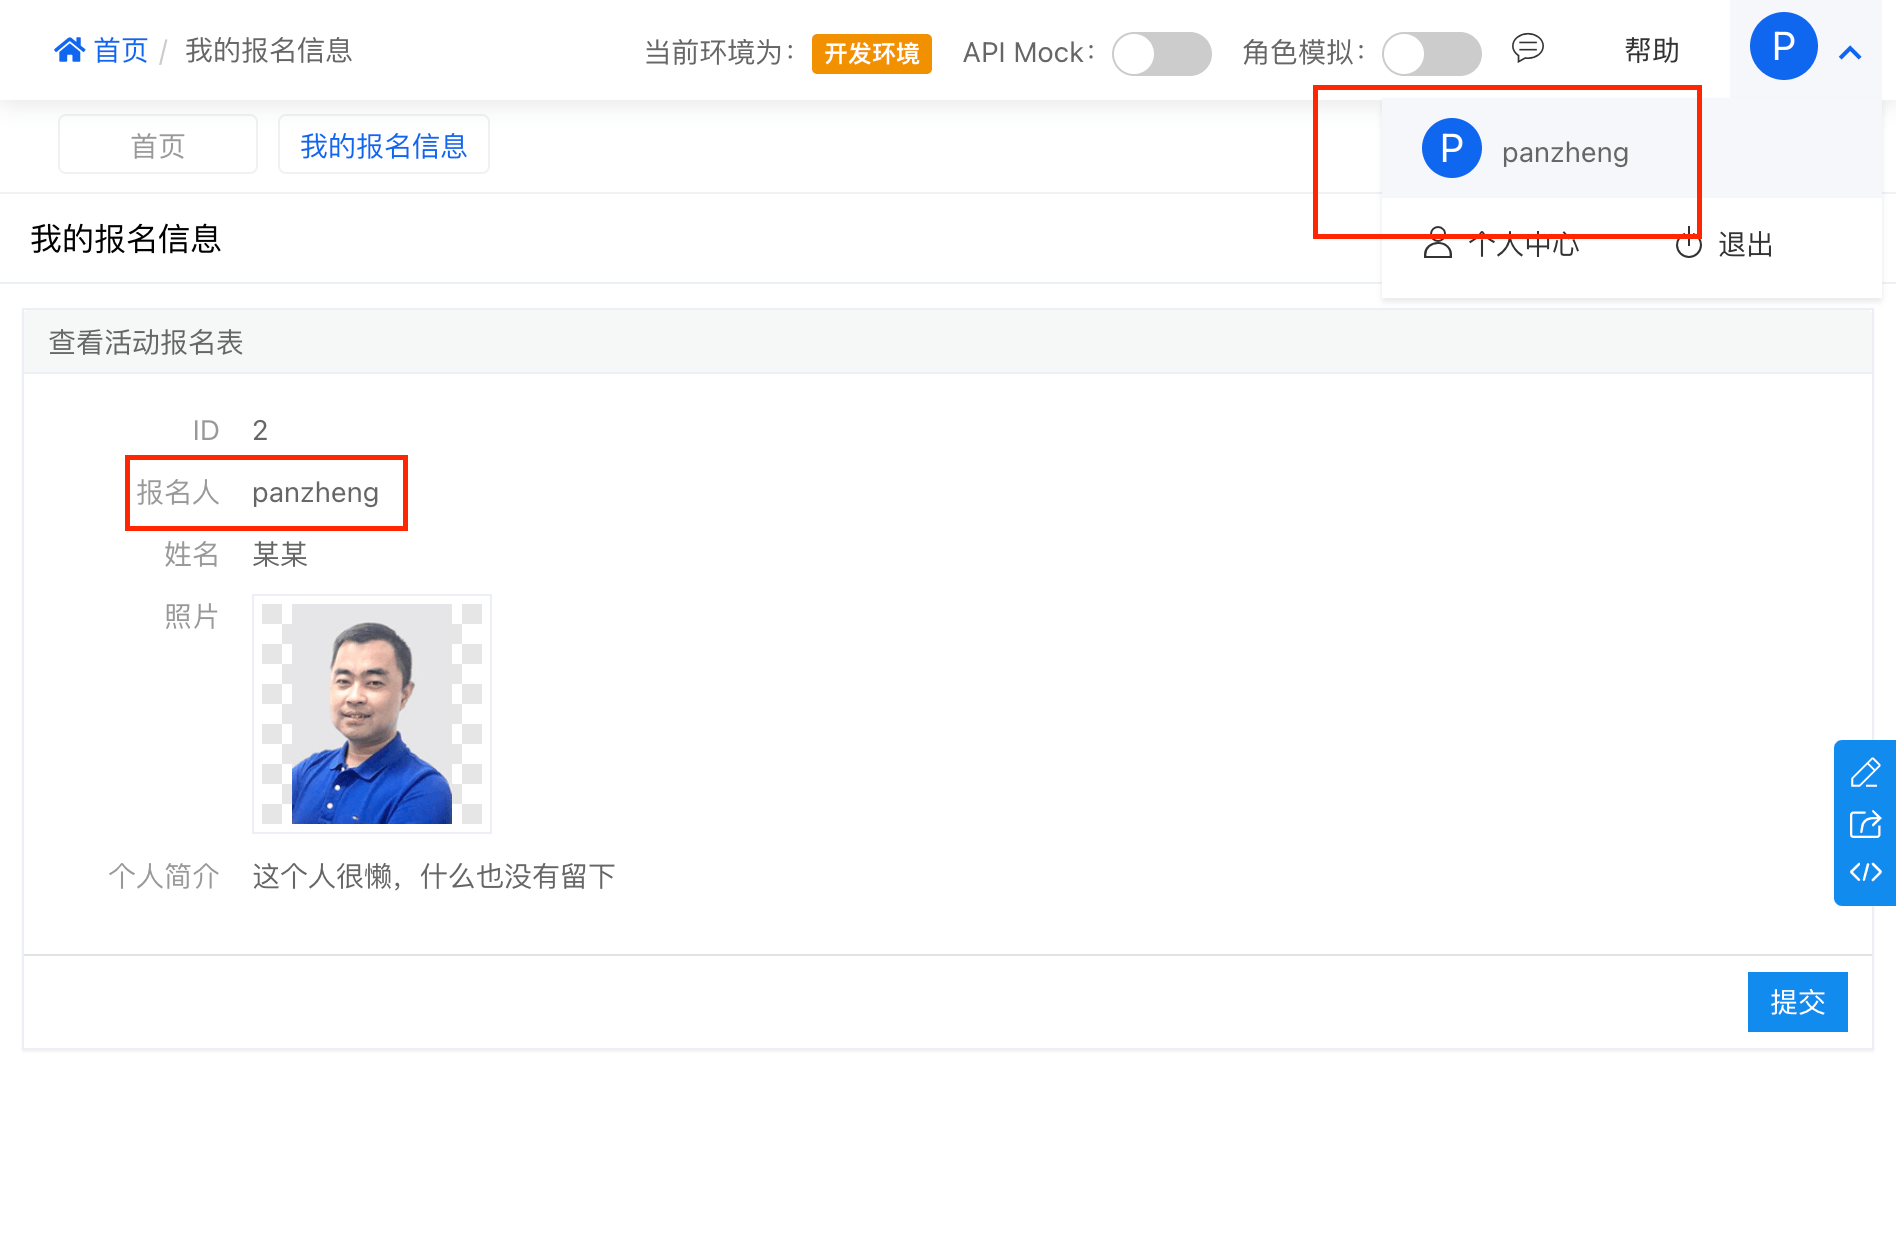 首页 / 我的报名信息
当前环境为： 开发环境 API Mock： 角色模拟： 帮助 P
首页 我的报名信息
P panzheng
我的报名信息
个人中心 退出
查看活动报名表
ID 2
报名人 panzheng
姓名 某某
照片
个人简介 这个人很懒，什么也没有留下
提交